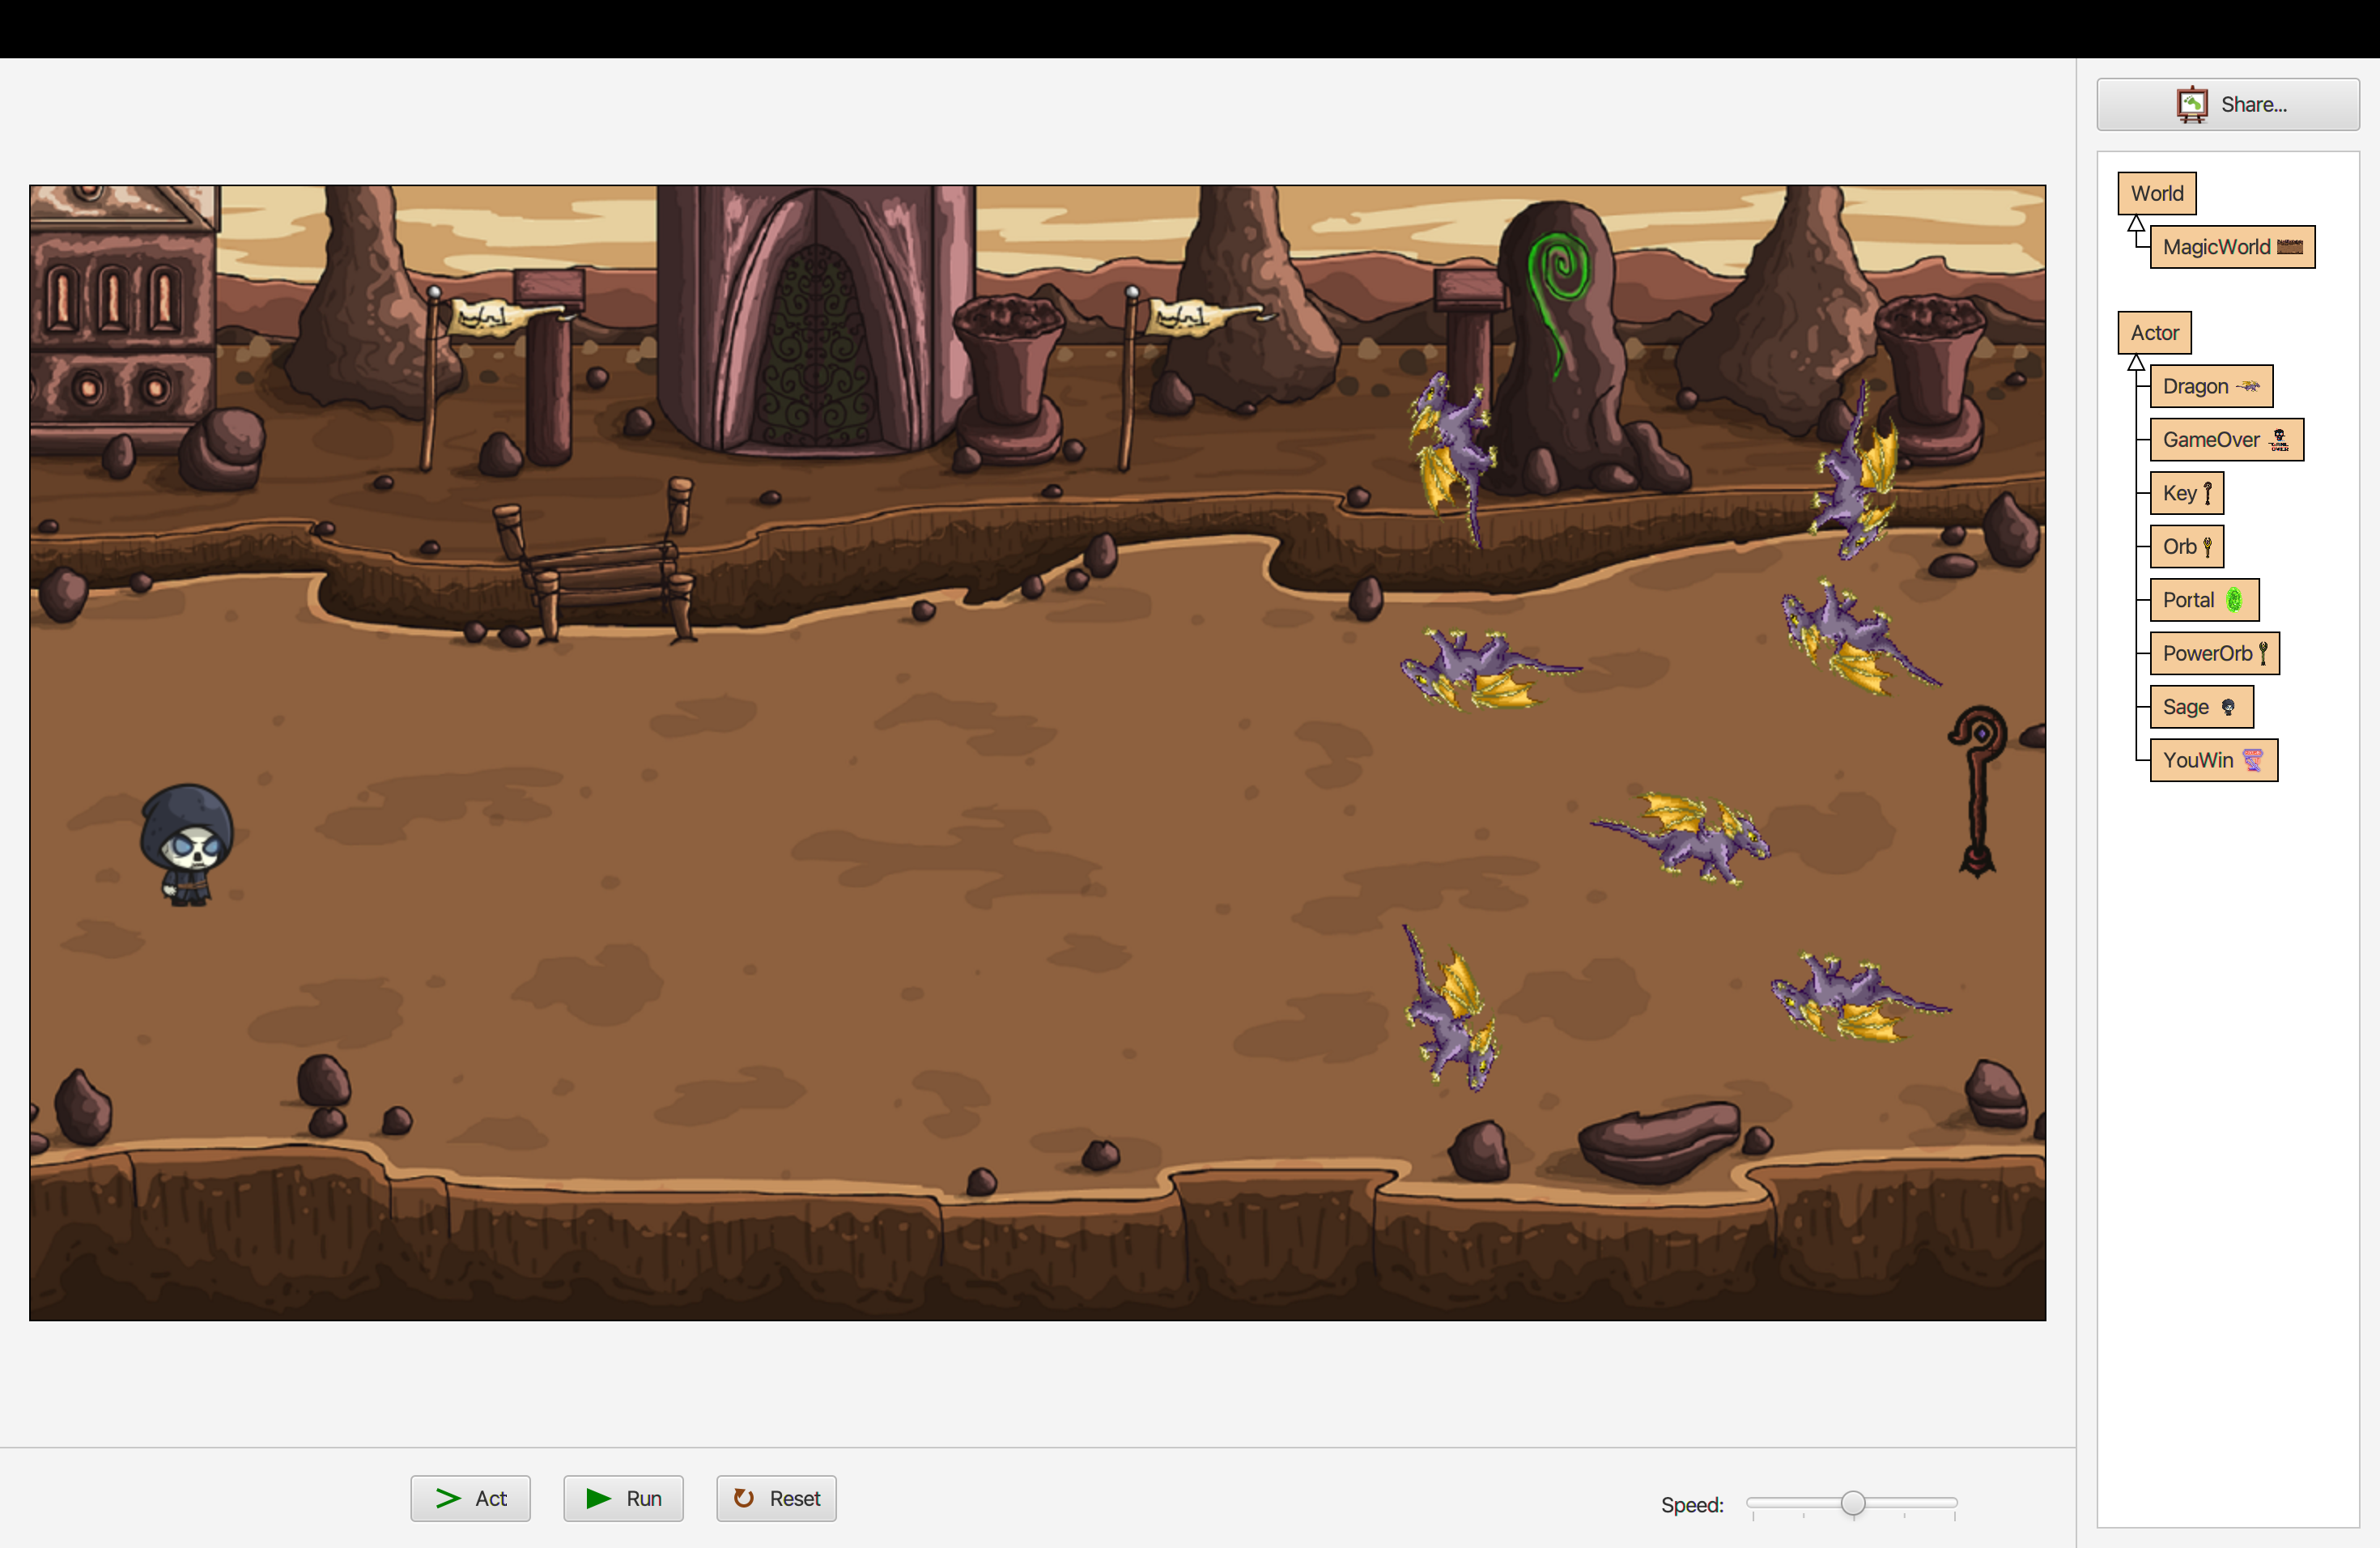 Share...
World
MagicWorld
Actor
Dragon
GameOver
Key
Orb
Portal
PowerOrb
Sage
YouWin
Act
Run
Reset
Speed: